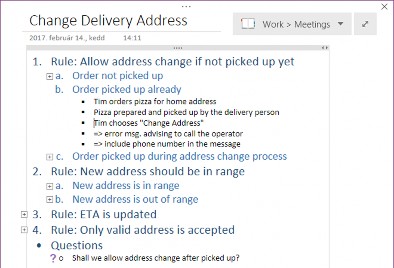 Change Delivery Address
Work > Meetings
2017. február 14., kedd 14:11
1. Rule: Allow address change if not picked up yet
a. Order not picked up
b. Order picked up already
▪ Tim orders pizza for home address
▪ Pizza prepared and picked up by the delivery person
▪ Tim chooses "Change Address"
▪ => error msg. advising to call the operator
▪ => include phone number in the message
c. Order picked up during address change process
2. Rule: New address should be in range
a. New address is in range
b. New address is out of range
3. Rule: ETA is updated
4. Rule: Only valid address is accepted
• Questions
? o Shall we allow address change after picked up?